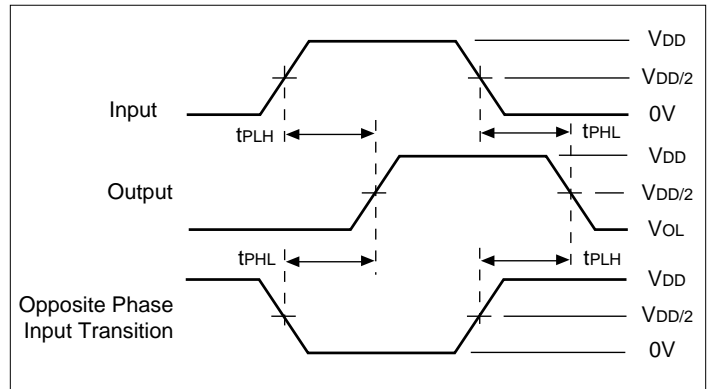 VDD
VDD/2
Input
0V
tPLH
tPHL
VDD
Output
VDD/2
VOL
tPHL
tPLH
VDD
Opposite Phase
Input Transition
VDD/2
0V